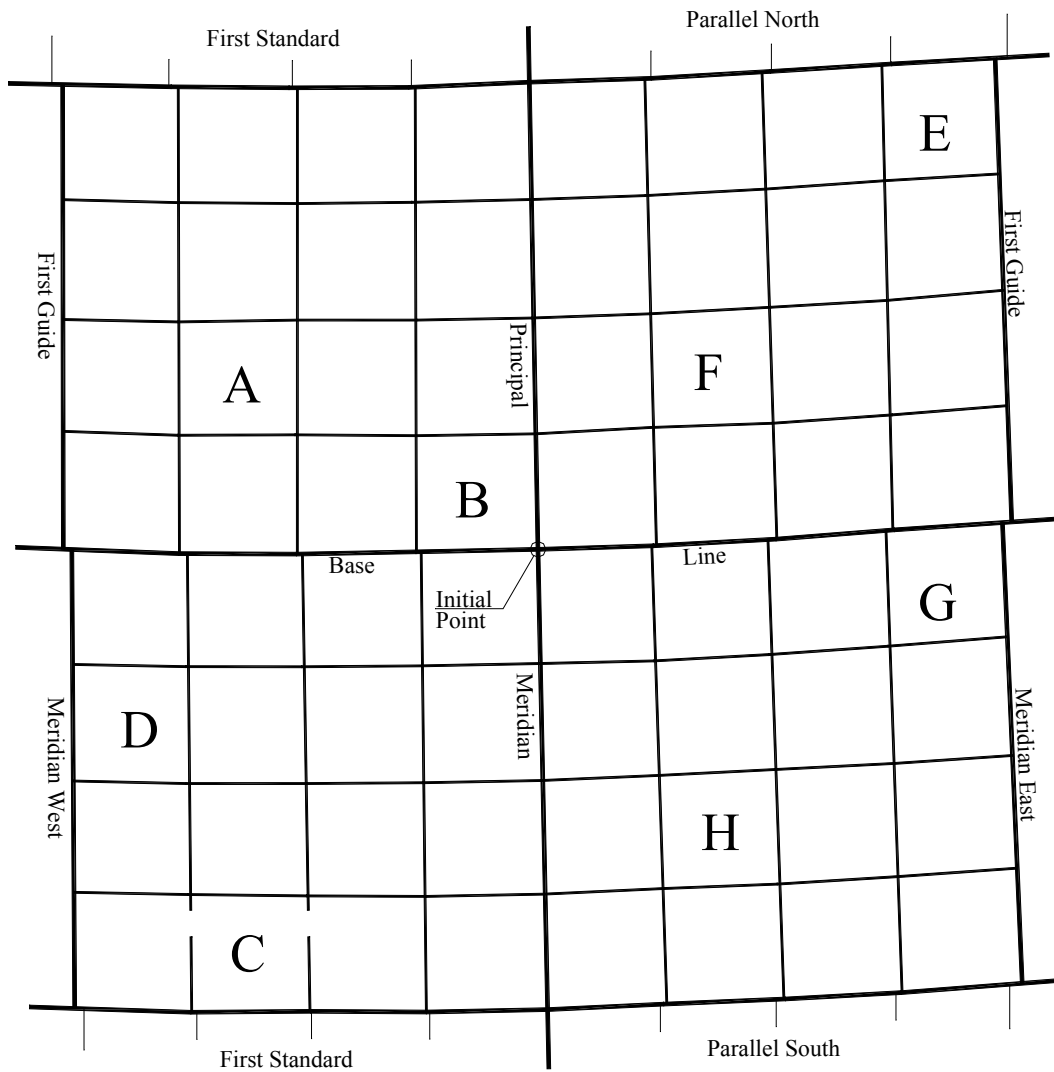 First Standard
Parallel North
E
First Guide
First Guide
Principal
A
F
B
Base
Line
Initial
Point
G
Meridian West
D
Meridian
Meridian East
H
C
First Standard
Parallel South